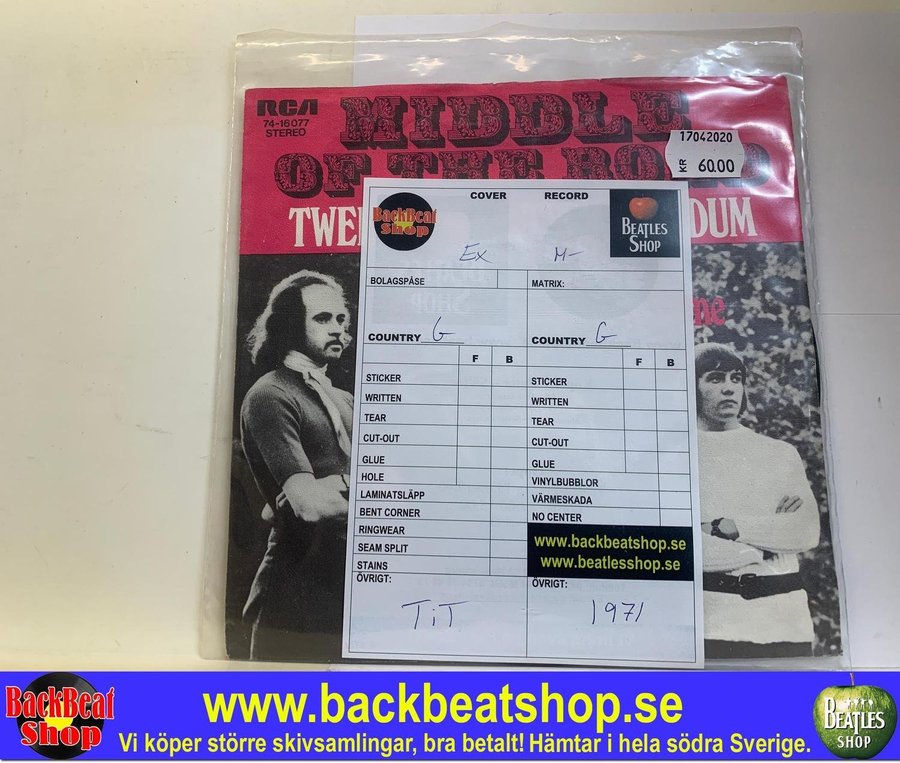 RCA
74-16077
STEREO
MIDDLE
OF THE ROAD
17042020
KR 60.00
DUM
COVER
RECORD
BackBeat
Shop
BEATLES
SHOP
Ex
M-
BOLAGSPÅSE
MATRIX:
COUNTRY G
COUNTRY G
F B
F B
STICKER
STICKER
WRITTEN
WRITTEN
TEAR
TEAR
CUT-OUT
CUT-OUT
GLUE
GLUE
HOLE
VINYLBUBBLOR
LAMINATSLÄPP
VÄRMESKADA
BENT CORNER
NO CENTER
RINGWEAR
SEAM SPLIT
STAINS
www.backbeatshop.se
www.beatlesshop.se
ÖVRIGT:
ÖVRIGT:
TiT
1971
BackBeat
Shop
www.backbeatshop.se
Vi köper större skivsamlingar, bra betalt! Hämtar i hela södra Sverige.
BEATLES
SHOP